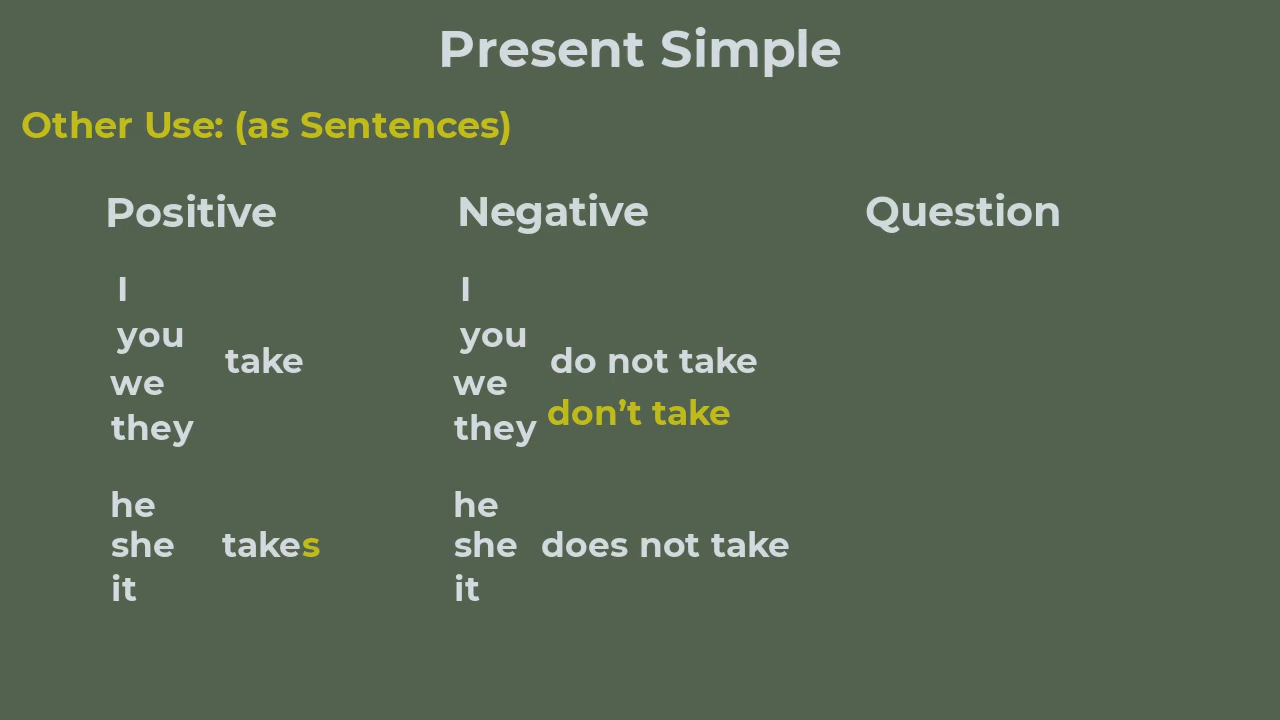 Present Simple
Other Use: (as Sentences)
Positive
Negative
Question
I
you
we
they
take
he
she
it
takes
I
you
we
they
do not take
don’t take
he
she
it
does not take